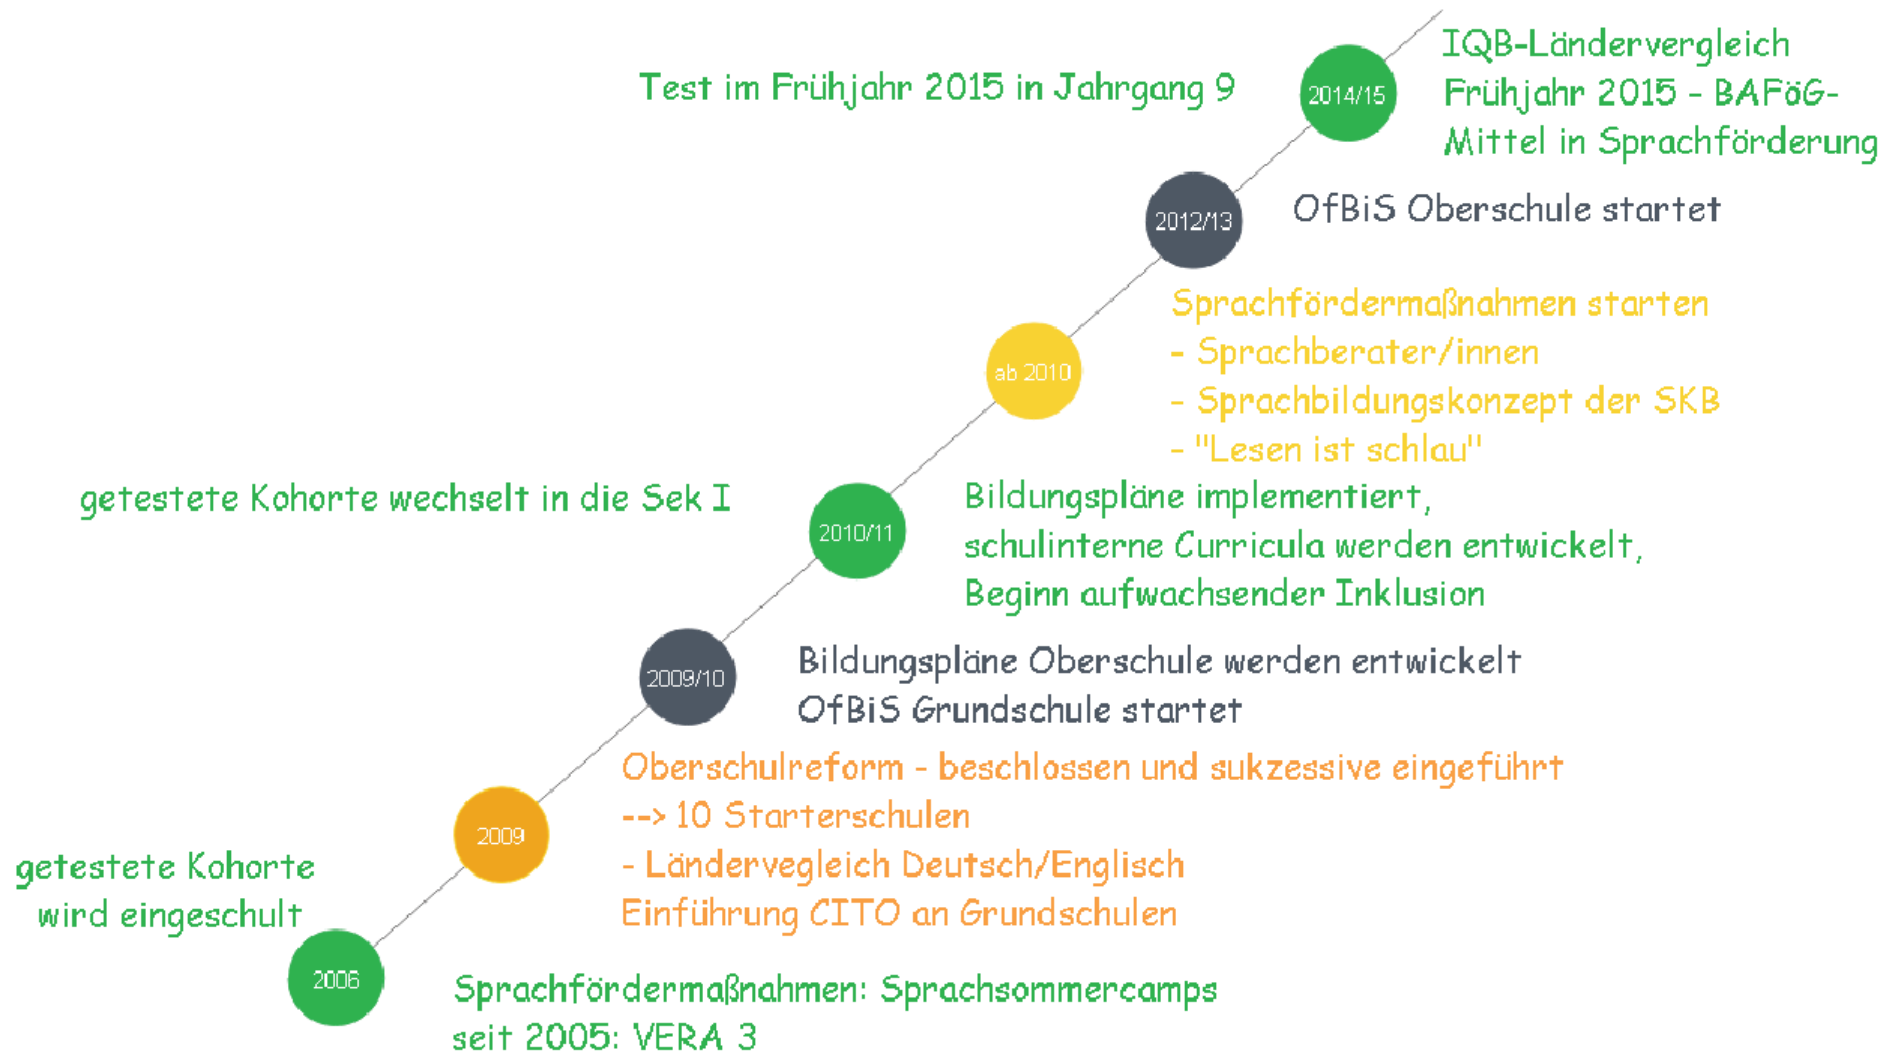 Test im Frühjahr 2015 in Jahrgang 9
2014/15
IQB-Ländervergleich
Frühjahr 2015 - BAFöG-
Mittel in Sprachförderung
2012/13
OfBiS Oberschule startet
ab 2010
Sprachfördermaßnahmen starten
- Sprachberater/innen
- Sprachbildungskonzept der SKB
- "Lesen ist schlau"
getestete Kohorte wechselt in die Sek I
2010/11
Bildungspläne implementiert,
schulinterne Curricula werden entwickelt,
Beginn aufwachsender Inklusion
2009/10
Bildungspläne Oberschule werden entwickelt
OfBiS Grundschule startet
2009
Oberschulreform - beschlossen und sukzessive eingeführt
--> 10 Starterschulen
- Ländervegleich Deutsch/Englisch
Einführung CITO an Grundschulen
getestete Kohorte
wird eingeschult
2006
Sprachfördermaßnahmen: Sprachsommercamps
seit 2005: VERA 3